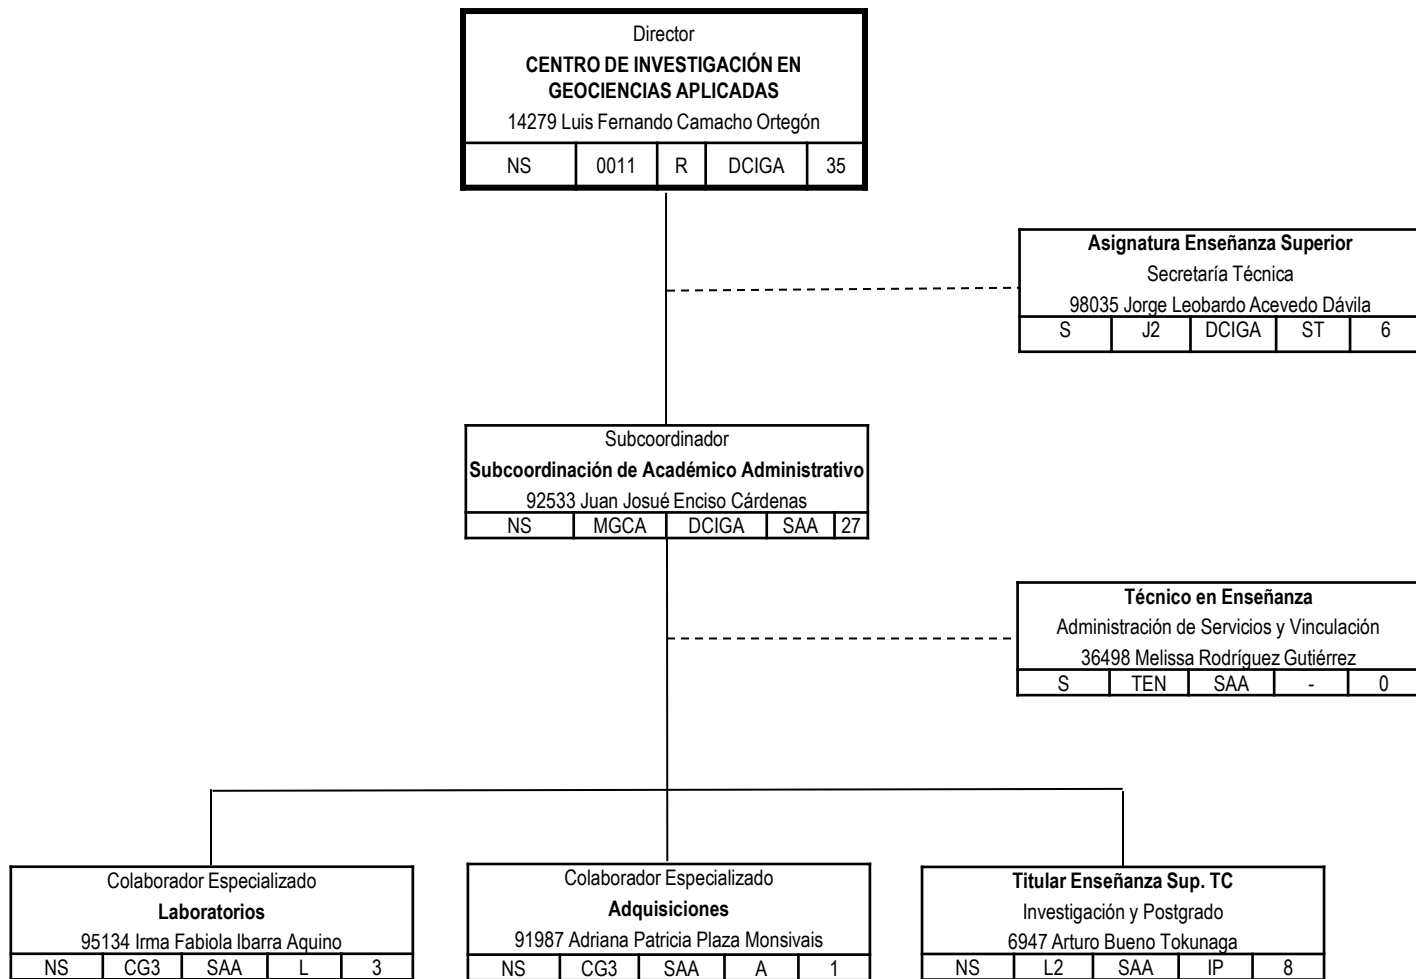 Director
CENTRO DE INVESTIGACIÓN EN
GEOCIENCIAS APLICADAS
14279 Luis Fernando Camacho Ortegón
NS 0011 R DCIGA 35
Asignatura Enseñanza Superior
Secretaría Técnica
98035 Jorge Leobardo Acevedo Dávila
S J2 DCIGA ST 6
Subcoordinador
Subcoordinación de Académico Administrativo
92533 Juan Josué Enciso Cárdenas
NS MGCA DCIGA SAA 27
Técnico en Enseñanza
Administración de Servicios y Vinculación
36498 Melissa Rodríguez Gutiérrez
S TEN SAA - 0
Colaborador Especializado
Laboratorios
95134 Irma Fabiola Ibarra Aquino
NS CG3 SAA L 3
Colaborador Especializado
Adquisiciones
91987 Adriana Patricia Plaza Monsivais
NS CG3 SAA A 1
Titular Enseñanza Sup. TC
Investigación y Postgrado
6947 Arturo Bueno Tokunaga
NS L2 SAA IP 8